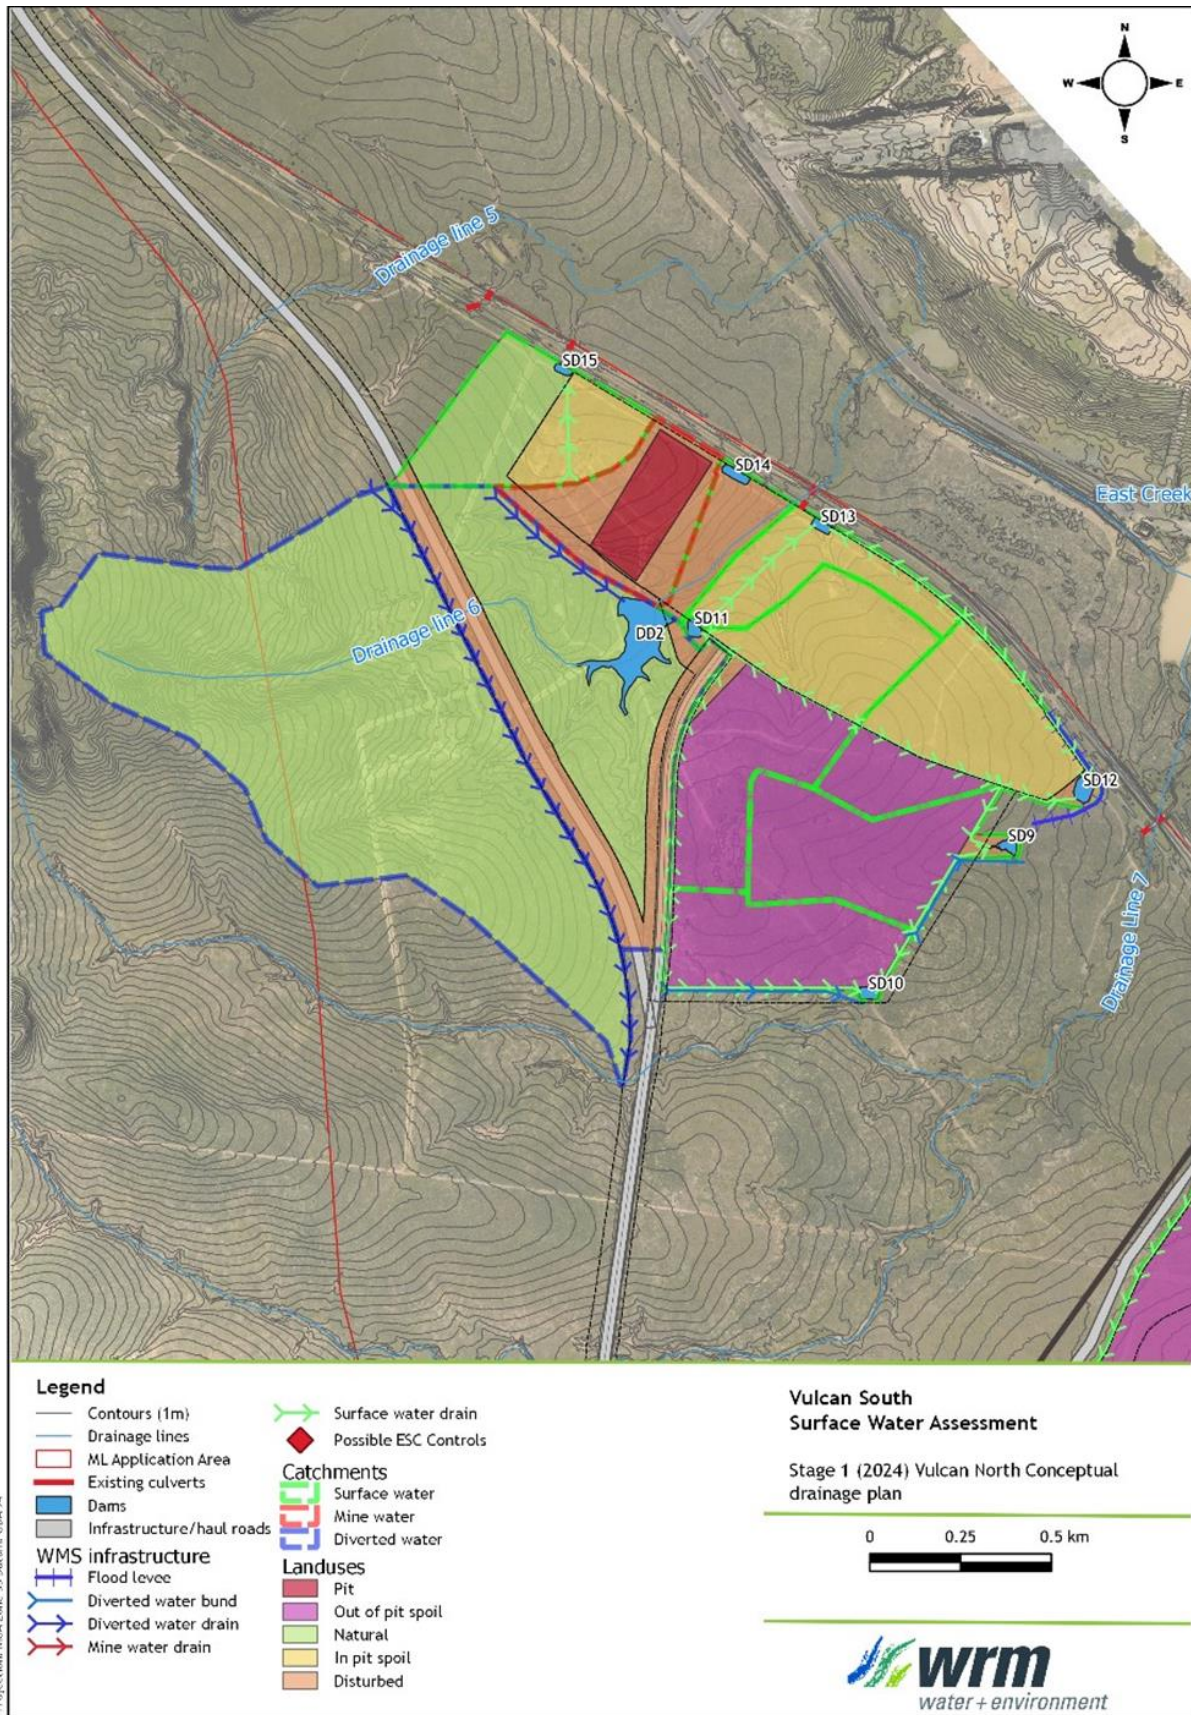 N
W
E
S
Drainage line 5
SD15
SD14
East Creek
SD13
Drainage line 6
SD11
DD2
SD12
SD9
Drainage Line 7
SD10
Legend
Contours (1m)
Drainage lines
ML Application Area
Existing culverts
Dams
Infrastructure/haul roads
WMS infrastructure
Flood levee
Diverted water bund
Diverted water drain
Mine water drain
Surface water drain
Possible ESC Controls
Catchments
Surface water
Mine water
Diverted water
Landuses
Pit
Out of pit spoil
Natural
In pit spoil
Disturbed
Vulcan South
Surface Water Assessment
Stage 1 (2024) Vulcan North Conceptual
drainage plan
0 0.25 0.5 km
wrm
water + environment